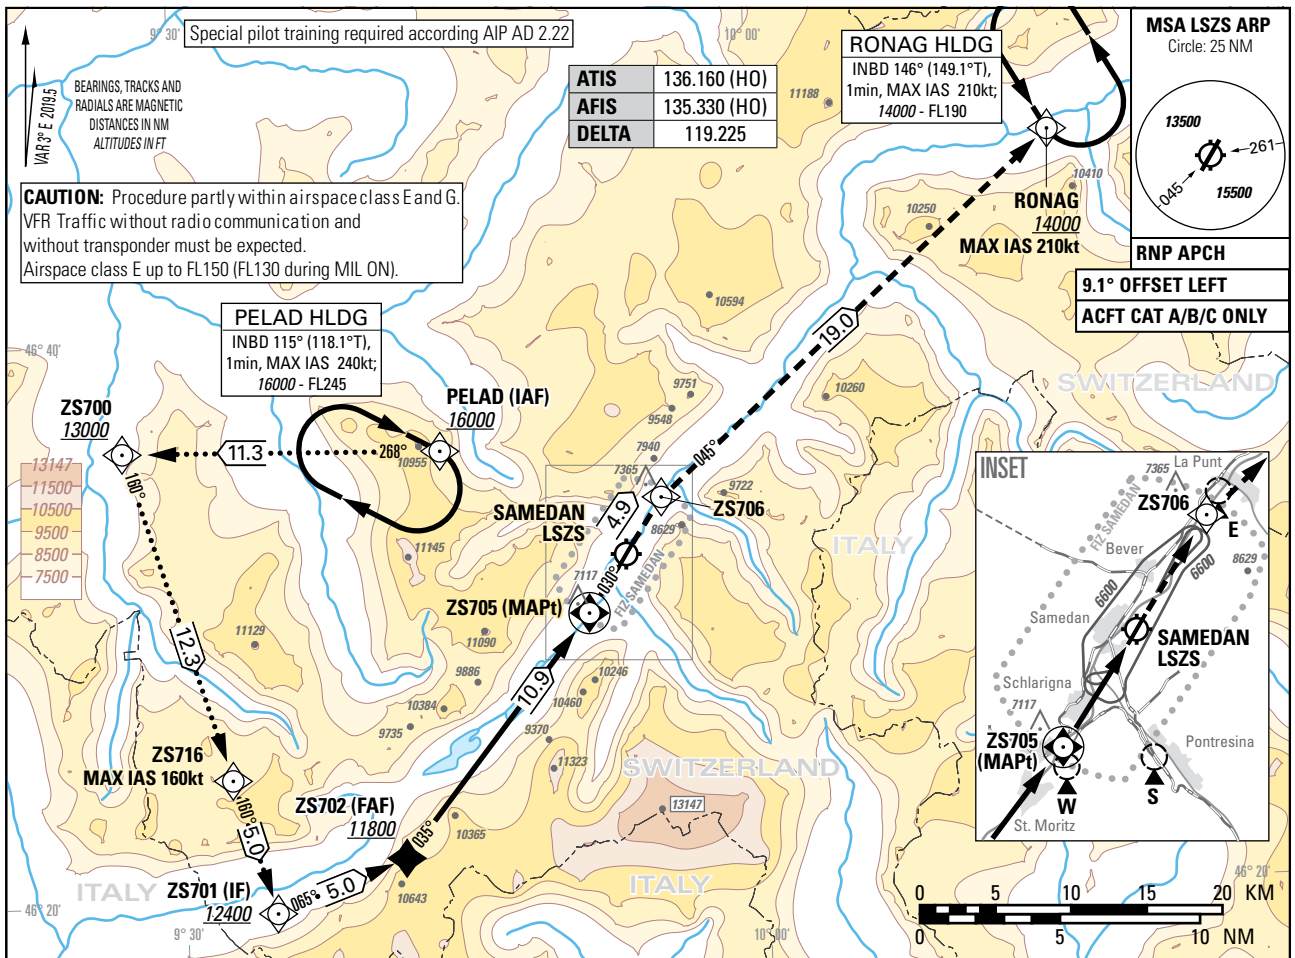 9° 30'
Special pilot training required according AIP AD 2.22
10° 00'
VAR 3° E 2019.5
BEARINGS, TRACKS AND
RADIALS ARE MAGNETIC
DISTANCES IN NM
ALTITUDES IN FT
ATIS 136.160 (HO)
AFIS 135.330 (HO)
DELTA 119.225
11188
RONAG HLDG
INBD 146° (149.1°T),
1min, MAX IAS 210kt;
14000 - FL190
MSA LSZS ARP
Circle: 25 NM
13500
261
045
15500
RNP APCH
9.1° OFFSET LEFT
ACFT CAT A/B/C ONLY
CAUTION: Procedure partly within airspace class E and G.
VFR Traffic without radio communication and
without transponder must be expected.
Airspace class E up to FL150 (FL130 during MIL ON).
10410
10250
RONAG
14000
MAX IAS 210kt
10594
19.0
PELAD HLDG
INBD 115° (118.1°T),
1min, MAX IAS 240kt;
16000 - FL245
46° 40'
SWITZERLAND
9751
10260
9548
PELAD (IAF)
16000
ZS700
13000
11.3
268°
10955
7940
045°
7365
9722
ZS706
4.9
8629
SAMEDAN
LSZS
13147
11500
10500
9500
8500
7500
160°
11145
ITALY
7117
030°
FIZ SAMEDAN
ZS705 (MAPt)
11129
11090
12.3
9886
10246
10.9
10460
10384
9735
9370
11323
SWITZERLAND
13147
ZS716
MAX IAS 160kt
160°
5.0
ZS702 (FAF)
11800
035°
10365
ITALY
ZS701 (IF)
12400
065°
5.0
10643
ITALY
46° 20'
9° 30'
10° 00'
INSET
La Punt
7365
ZS706
E
FIZ SAMEDAN
Bever
6600
6600
8629
Samedan
SAMEDAN
LSZS
Schlarigna
7117
ZS705
(MAPt)
Pontresina
W
S
St. Moritz
46° 20'
0 5 10 15 20 KM
0 5 10 NM